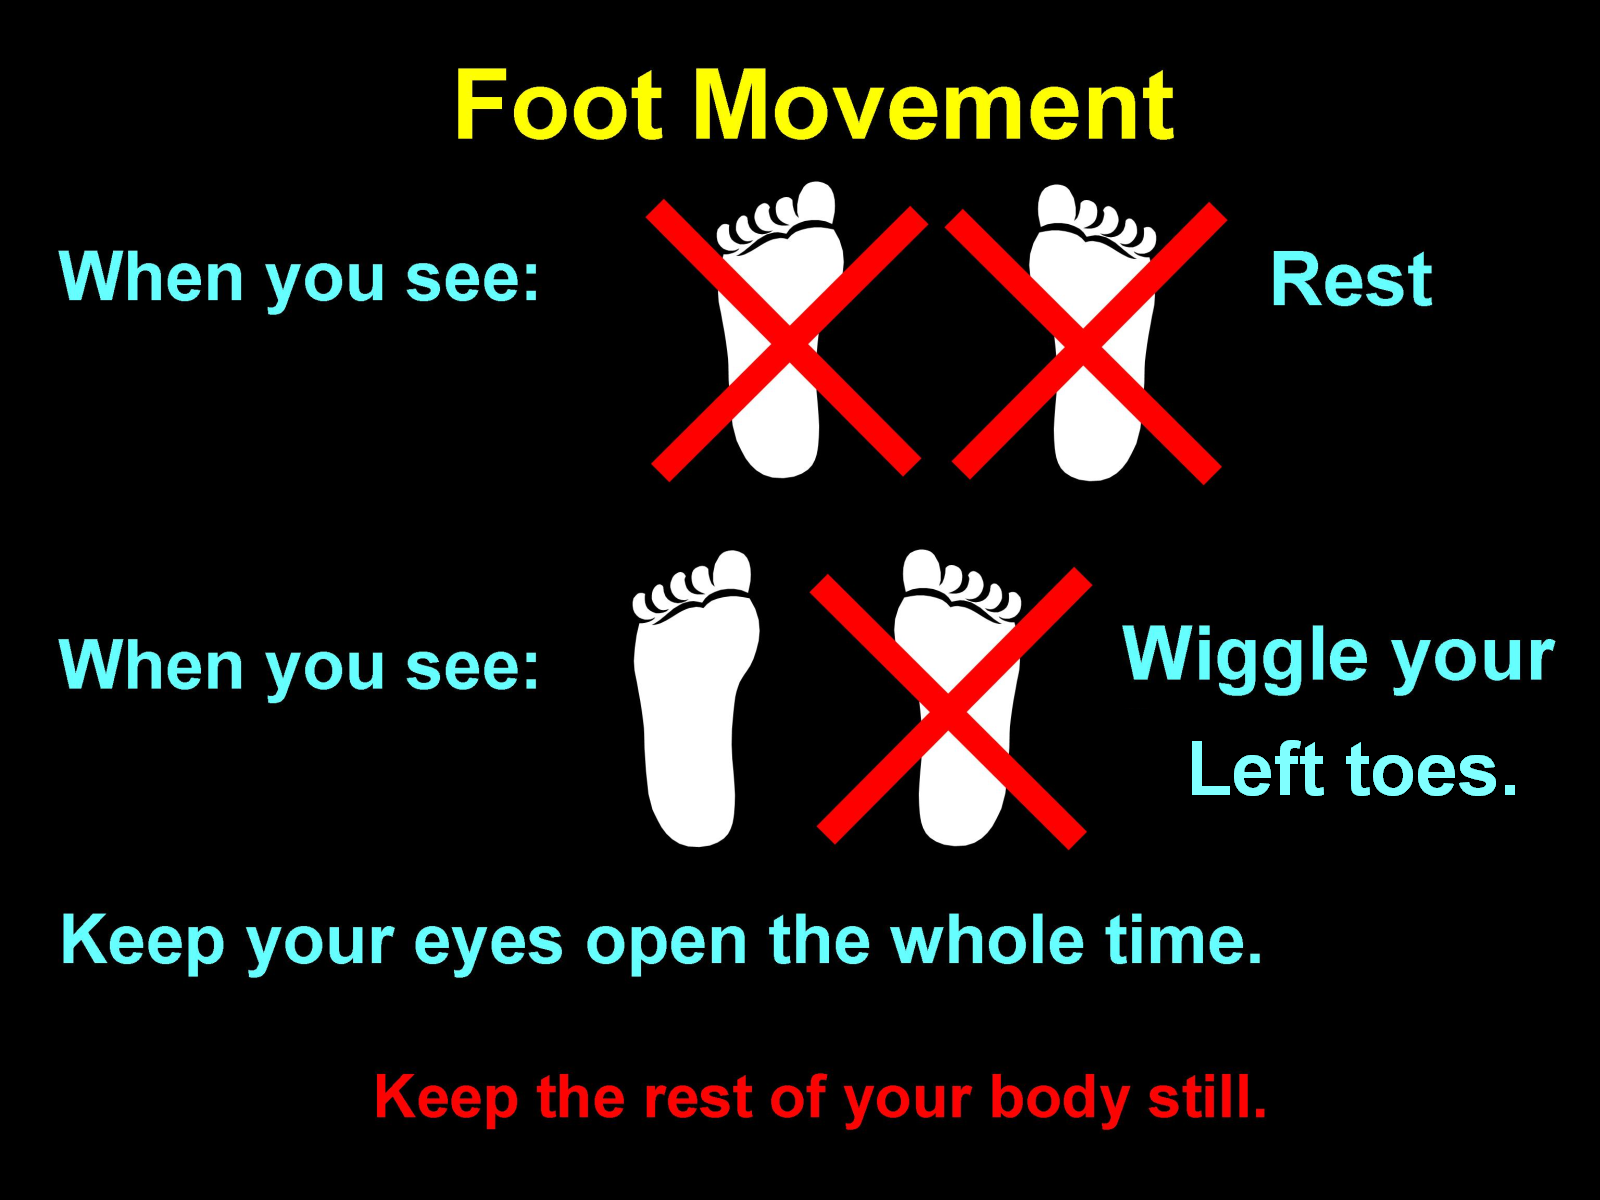 Foot Movement
When you see:
Rest
When you see:
Wiggle your
Left toes.
Keep your eyes open the whole time.
Keep the rest of your body still.